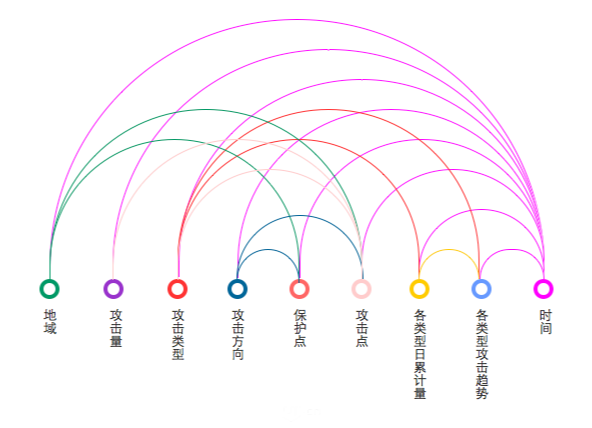 地域
攻击量
攻击类型
攻击方向
保护点
攻击点
各类型日累计量
各类型攻击趋势
时间